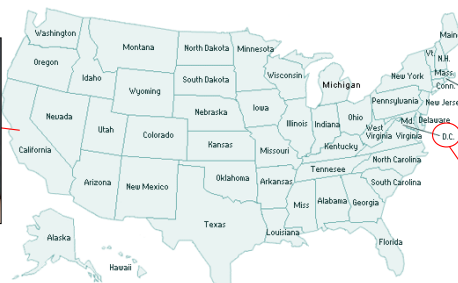 Washington
Montana
North Dakota
Minnesota
Main
Vt.
N.H.
Oregon
Idaho
Wyoming
South Dakota
Wisconsin
Michigan
New York
Mass
Conn.
Nebraska
Iowa
Pennsylvania
New Jerse
Nevada
Utah
Colorado
Kansas
Illinois
Indiana
Ohio
West
Virginia
Virginia
Md.
Delaware
D.C.
California
Missouri
Kentucky
Arizona
New Mexico
Oklahoma
Arkansas
Tennessee
North Carolina
South Carolina
Texas
Miss
Alabama
Georgia
Louisiana
Florida
Alaska
Hawaii